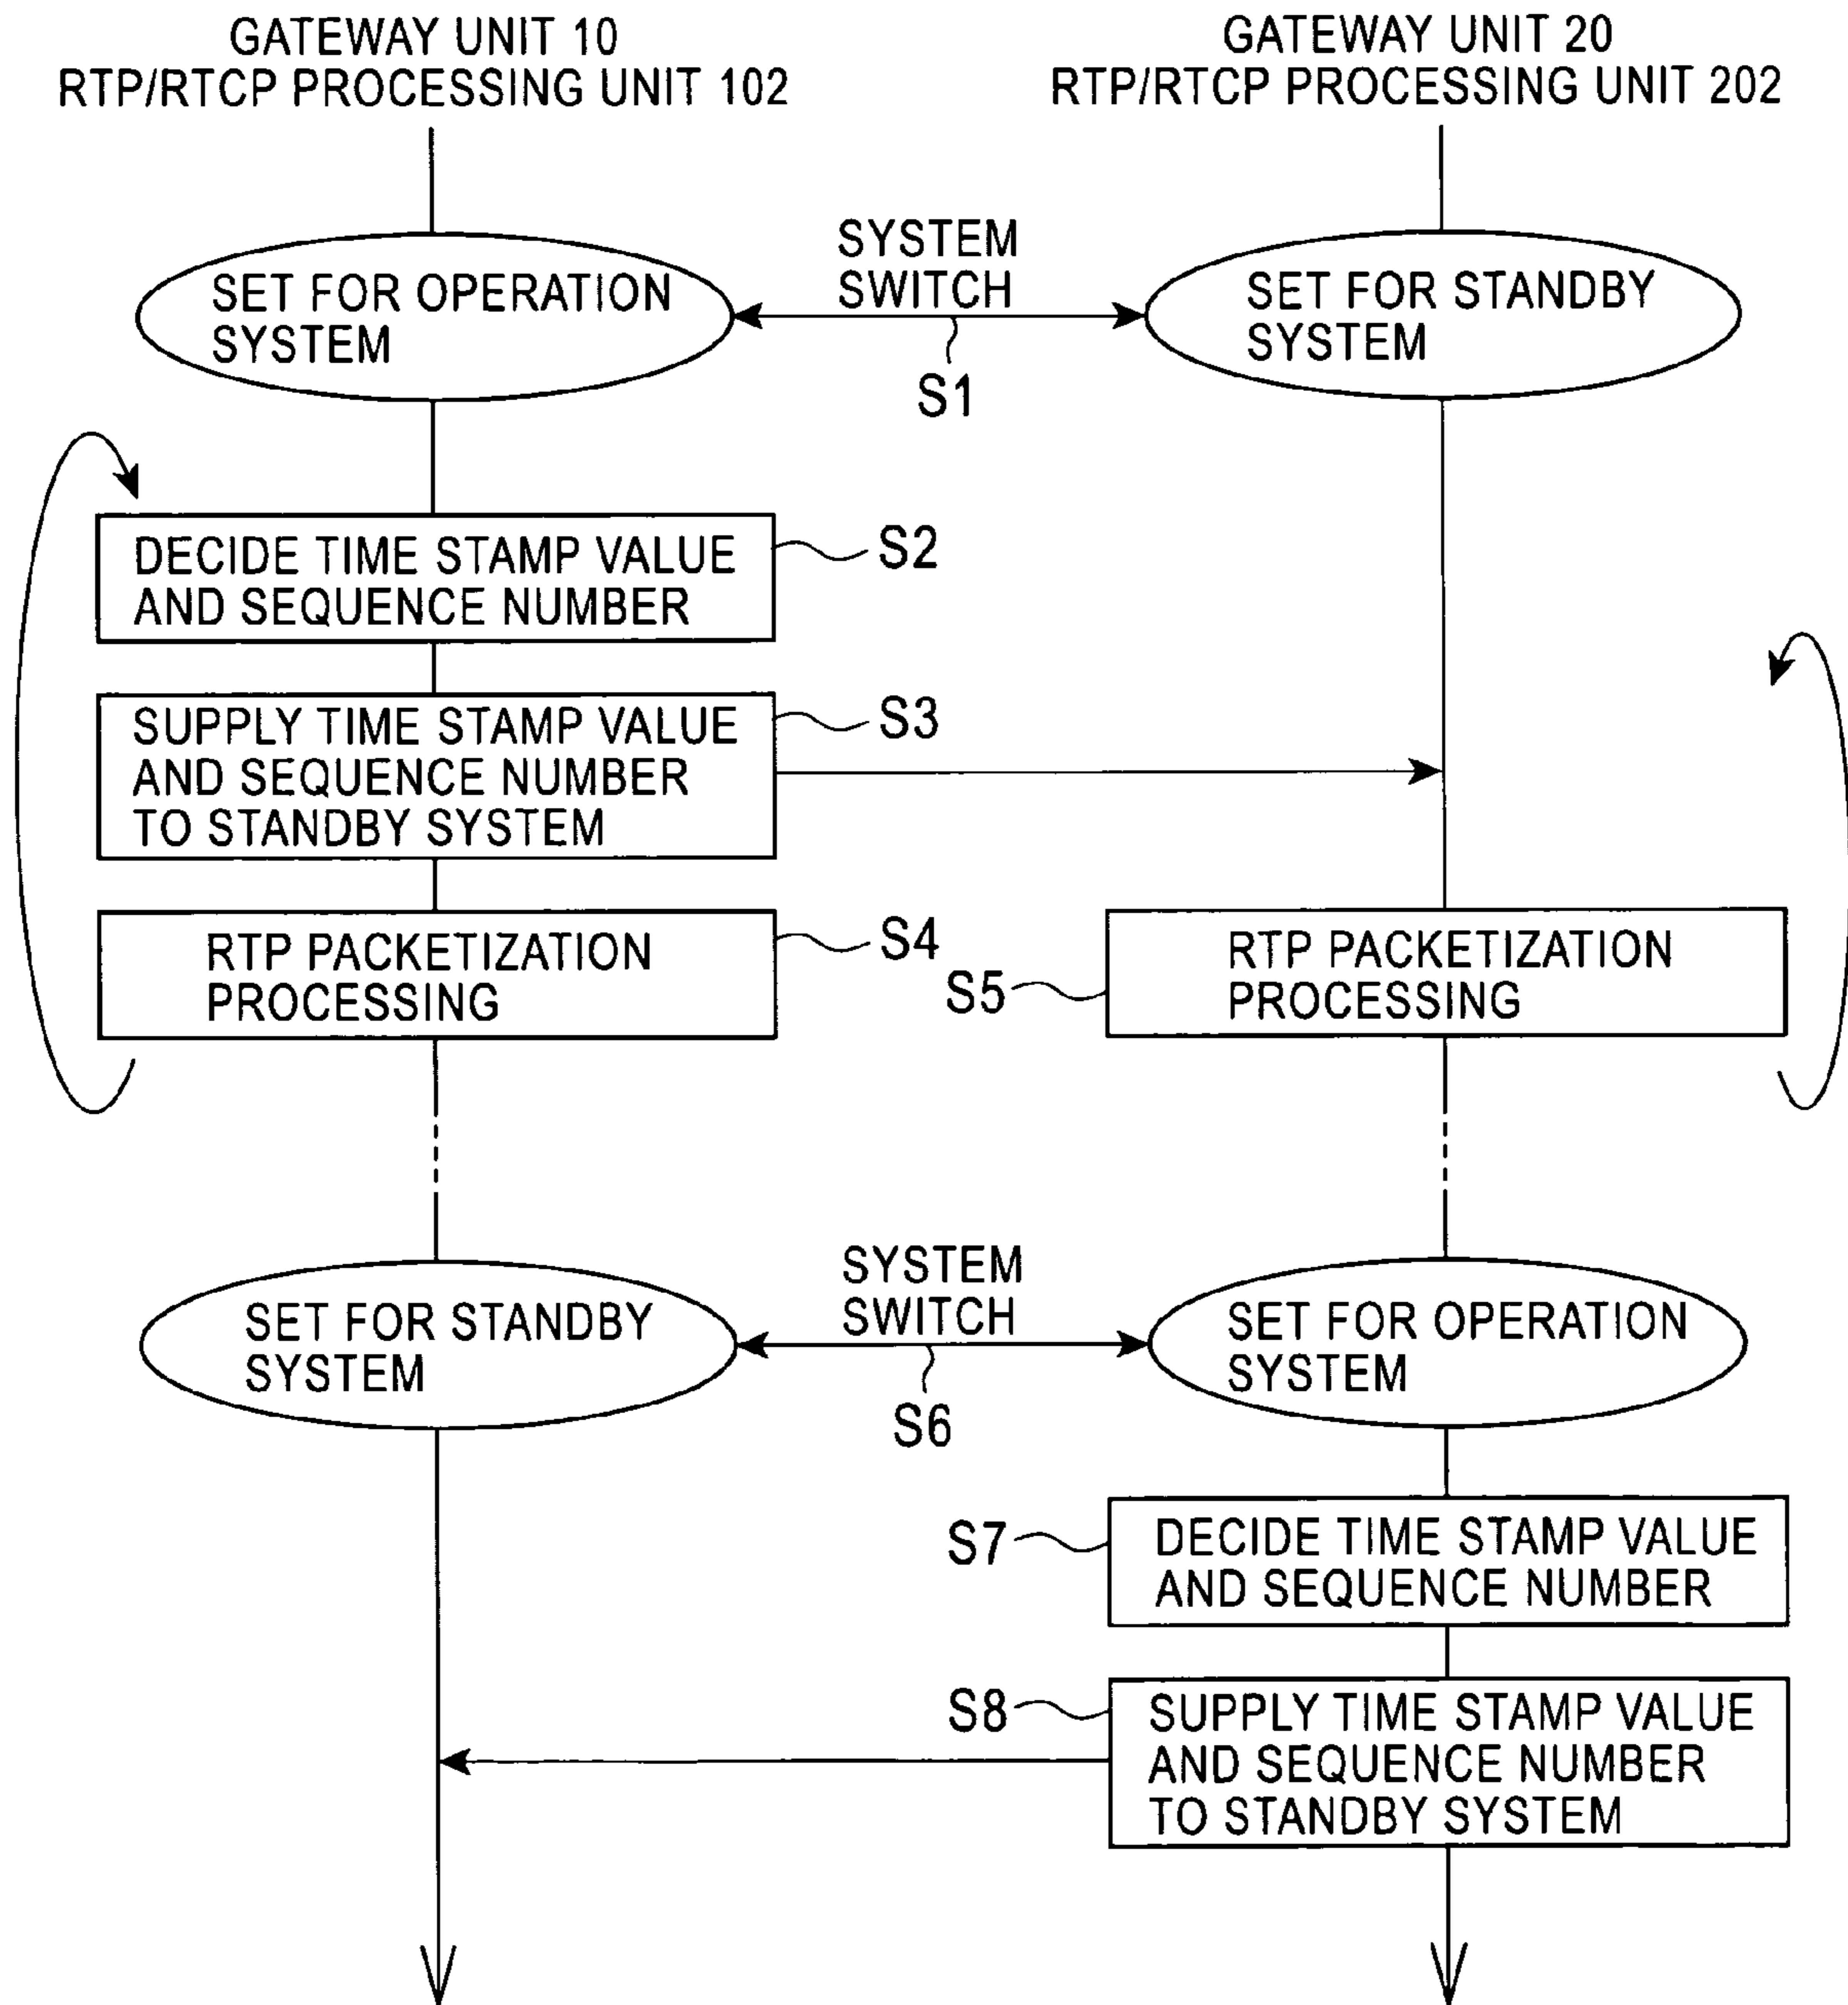 GATEWAY UNIT 10
RTP/RTCP PROCESSING UNIT 102
GATEWAY UNIT 20
RTP/RTCP PROCESSING UNIT 202
SET FOR OPERATION
SYSTEM
SYSTEM
SWITCH
S1
SET FOR STANDBY
SYSTEM
DECIDE TIME STAMP VALUE
AND SEQUENCE NUMBER
S2
SUPPLY TIME STAMP VALUE
AND SEQUENCE NUMBER
TO STANDBY SYSTEM
S3
RTP PACKETIZATION
PROCESSING
S4
S5
RTP PACKETIZATION
PROCESSING
SET FOR STANDBY
SYSTEM
SYSTEM
SWITCH
S6
SET FOR OPERATION
SYSTEM
S7
DECIDE TIME STAMP VALUE
AND SEQUENCE NUMBER
S8
SUPPLY TIME STAMP VALUE
AND SEQUENCE NUMBER
TO STANDBY SYSTEM